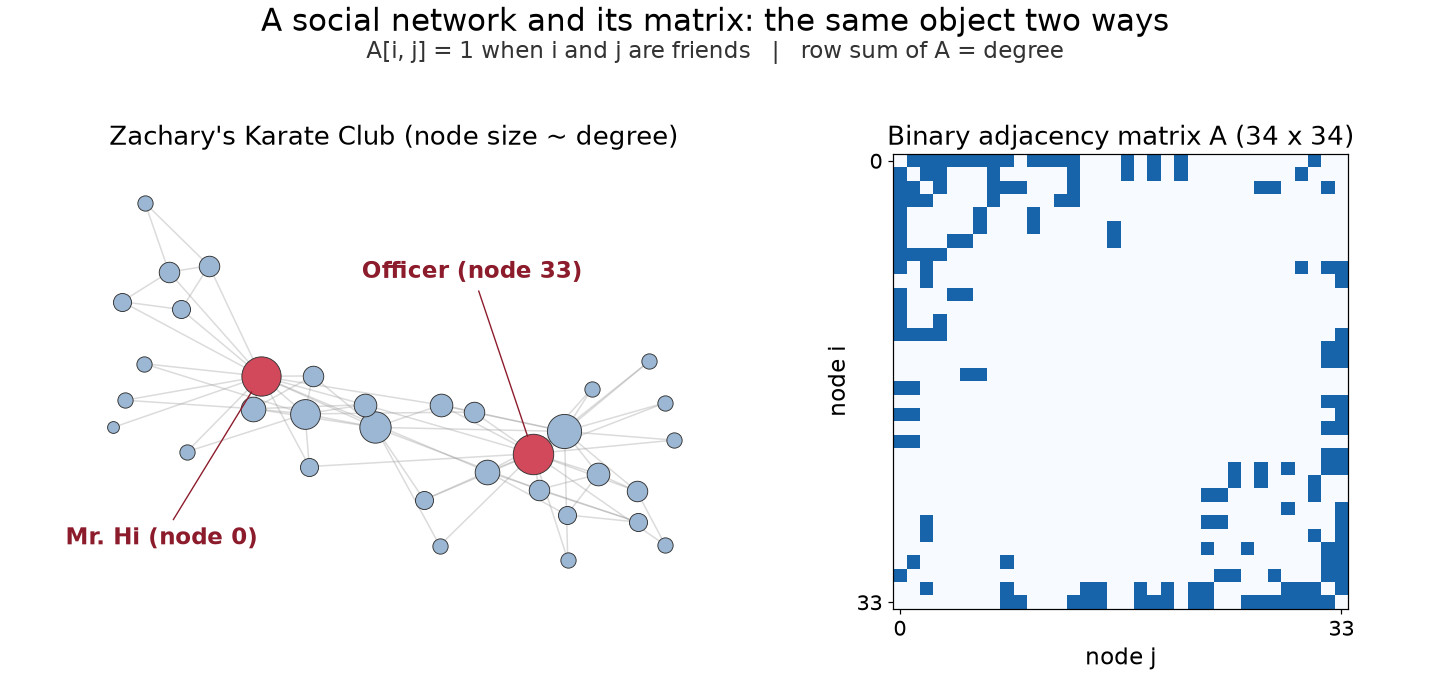 A social network and its matrix: the same object two ways
A[i, j] = 1 when i and j are friends | row sum of A = degree
Zachary's Karate Club (node size ~ degree)
Officer (node 33)
Mr. Hi (node 0)
Binary adjacency matrix A (34 x 34)
0
node i
33
0
33
node j